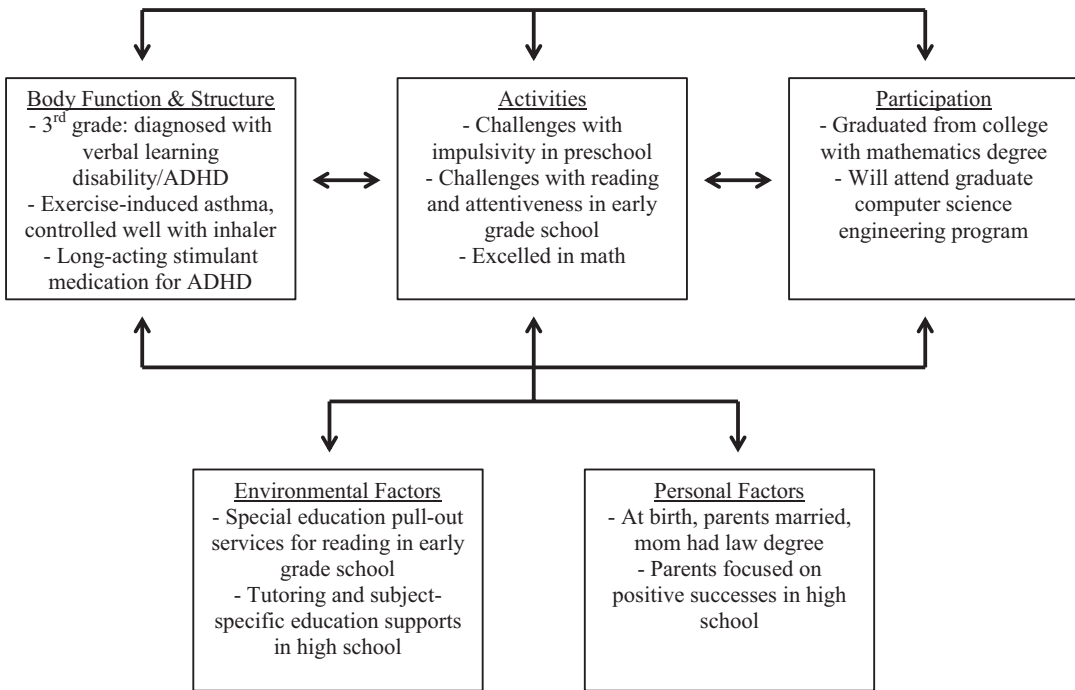 Body Function & Structure
- 3rd grade: diagnosed with
verbal learning
disability/ADHD
- Exercise-induced asthma,
controlled well with inhaler
- Long-acting stimulant
medication for ADHD
Activities
- Challenges with
impulsivity in preschool
- Challenges with reading
and attentiveness in early
grade school
- Excelled in math
Participation
- Graduated from college
with mathematics degree
- Will attend graduate
computer science
engineering program
Environmental Factors
- Special education pull-out
services for reading in early
grade school
- Tutoring and subject-
specific education supports
in high school
Personal Factors
- At birth, parents married,
mom had law degree
- Parents focused on
positive successes in high
school